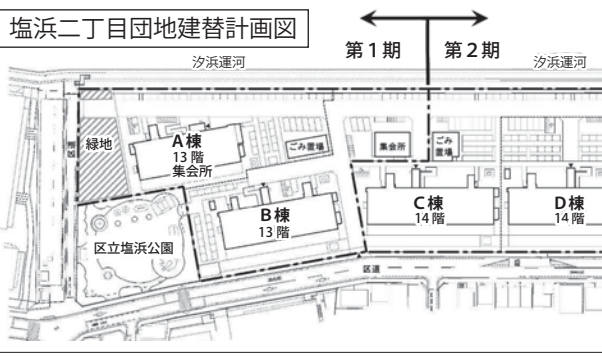 塩浜二丁目団地建替計画図
汐浜運河
第1期
第2期
汐浜運河
緑地
A棟
13階
集会所
ごみ置場
集会所
ごみ
置場
B棟
13階
C棟
14階
D棟
14階
区立塩浜公園
区道